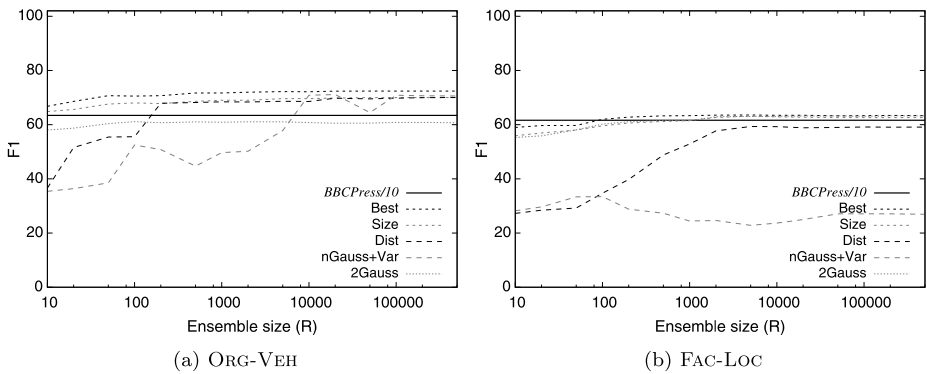 100
80
60
40
20
0
F1
BBCPress/10
Best
Size
Dist
nGauss+Var
2Gauss
10 100 1000 10000 100000
Ensemble size (R)
(a) ORG-VEH
100
80
60
40
20
0
F1
BBCPress/10
Best
Size
Dist
nGauss+Var
2Gauss
10 100 1000 10000 100000
Ensemble size (R)
(b) FAC-LOC